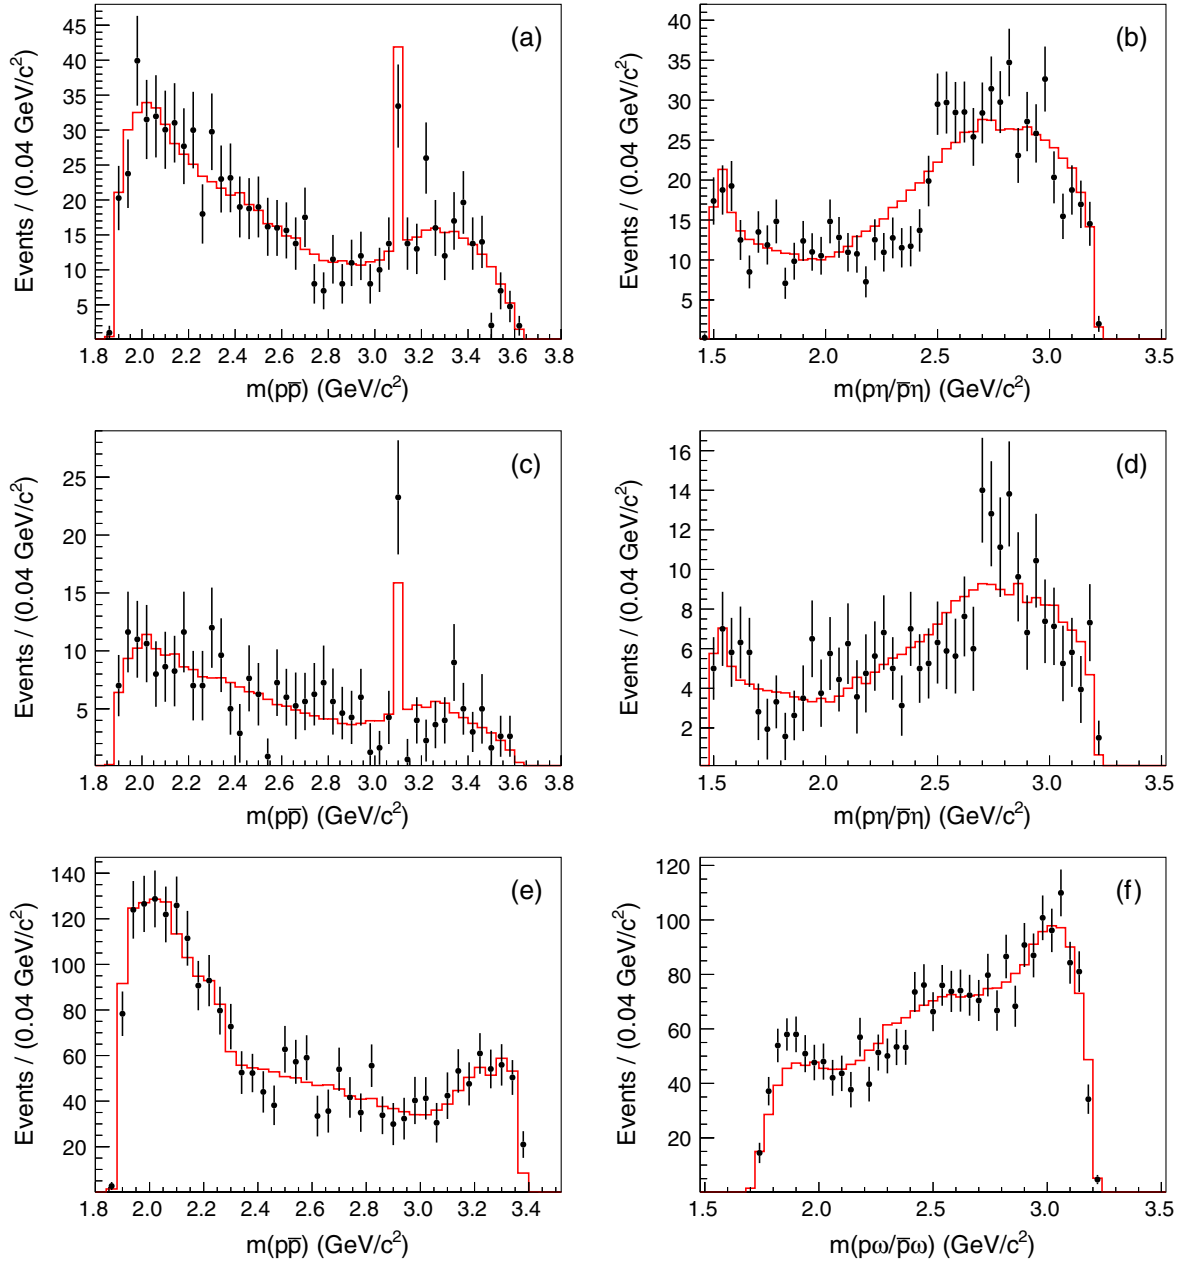 (a)
Events / (0.04 GeV/c²)
45
40
35
30
25
20
15
10
5
1.8 2.0 2.2 2.4 2.6 2.8 3.0 3.2 3.4 3.6 3.8
m(pp̅) (GeV/c²)
(b)
Events / (0.04 GeV/c²)
40
35
30
25
20
15
10
5
1.5 2.0 2.5 3.0 3.5
m(pη/p̅η) (GeV/c²)
(c)
Events / (0.04 GeV/c²)
25
20
15
10
5
1.8 2.0 2.2 2.4 2.6 2.8 3.0 3.2 3.4 3.6 3.8
m(pp̅) (GeV/c²)
(d)
Events / (0.04 GeV/c²)
16
14
12
10
8
6
4
2
1.5 2.0 2.5 3.0 3.5
m(pη/p̅η) (GeV/c²)
(e)
Events / (0.04 GeV/c²)
140
120
100
80
60
40
20
1.8 2.0 2.2 2.4 2.6 2.8 3.0 3.2 3.4
m(pp̅) (GeV/c²)
(f)
Events / (0.04 GeV/c²)
120
100
80
60
40
20
1.5 2.0 2.5 3.0 3.5
m(pω/p̅ω) (GeV/c²)